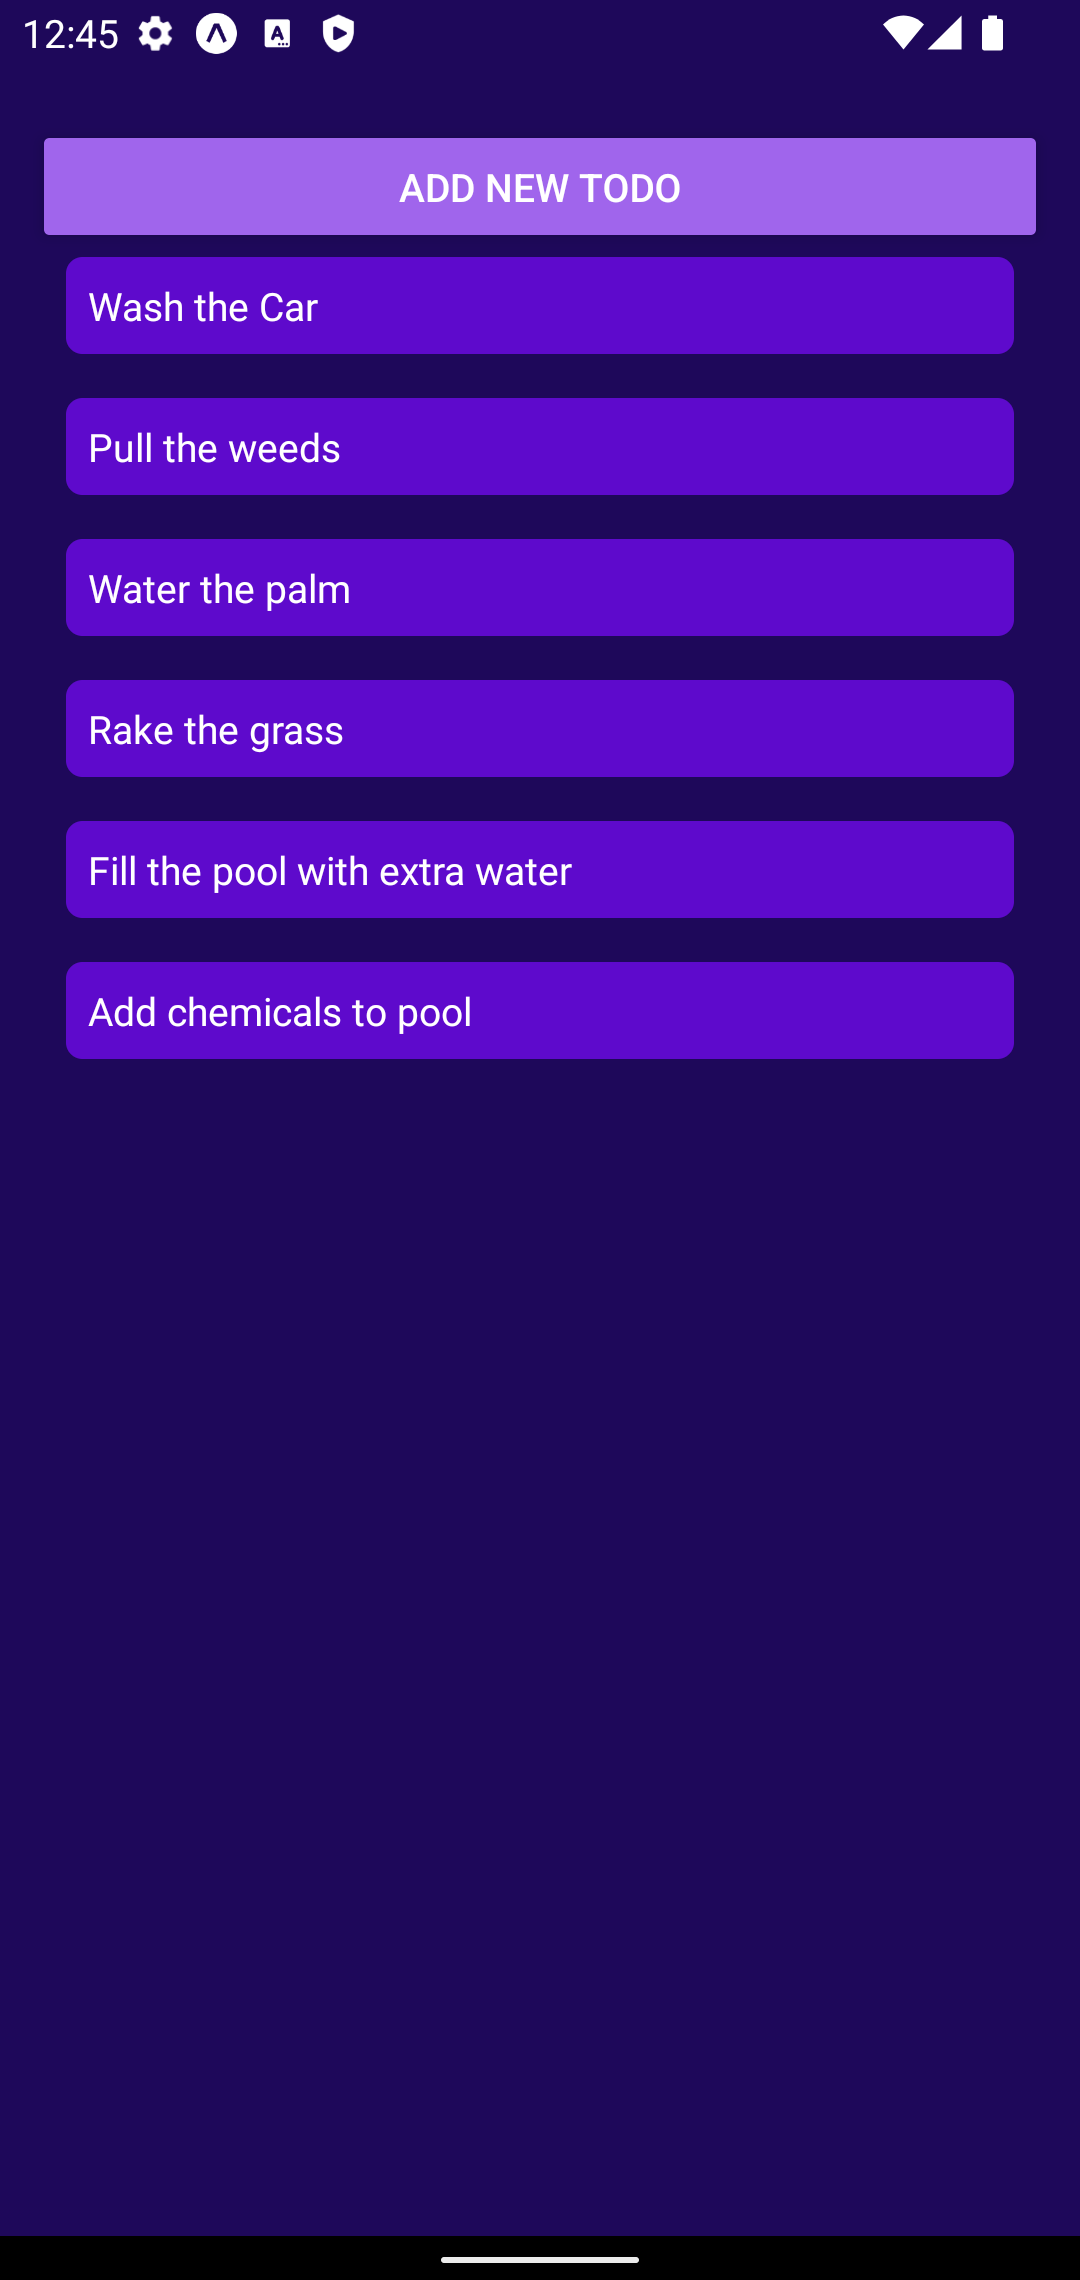 12:45
ADD NEW TODO
Wash the Car
Pull the weeds
Water the palm
Rake the grass
Fill the pool with extra water
Add chemicals to pool